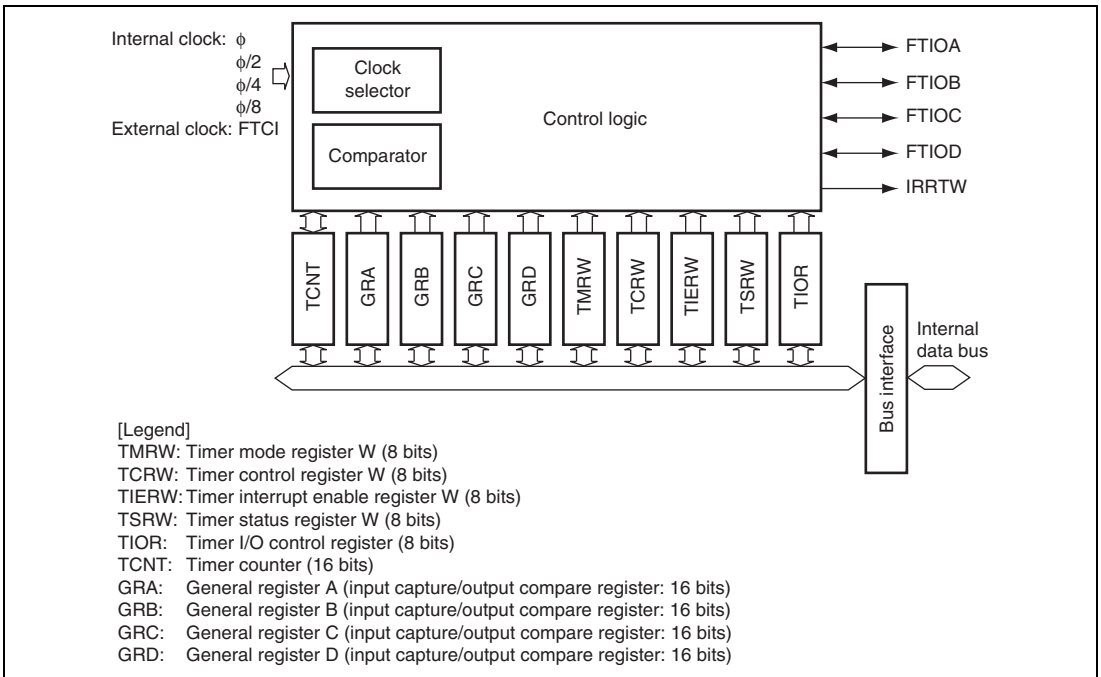 Internal clock: ϕ
ϕ/2
ϕ/4
ϕ/8
External clock: FTCI
Clock
selector
Comparator
Control logic
FTIOA
FTIOB
FTIOC
FTIOD
IRRTW
TCNT
GRA
GRB
GRC
GRD
TMRW
TCRW
TIERW
TSRW
TIOR
Bus interface
Internal
data bus
[Legend]
TMRW: Timer mode register W (8 bits)
TCRW: Timer control register W (8 bits)
TIERW: Timer interrupt enable register W (8 bits)
TSRW: Timer status register W (8 bits)
TIOR: Timer I/O control register (8 bits)
TCNT: Timer counter (16 bits)
GRA: General register A (input capture/output compare register: 16 bits)
GRB: General register B (input capture/output compare register: 16 bits)
GRC: General register C (input capture/output compare register: 16 bits)
GRD: General register D (input capture/output compare register: 16 bits)